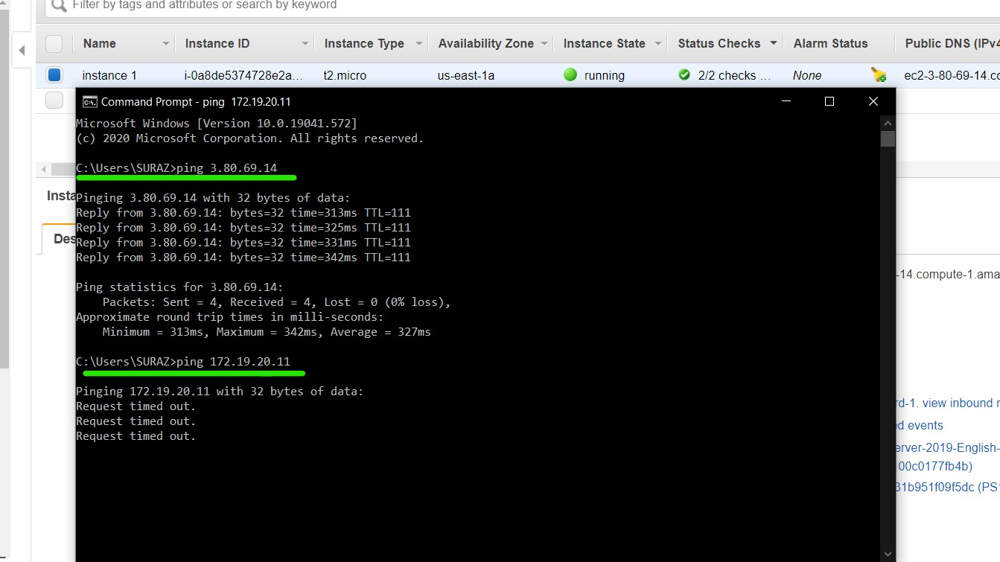 Filter by tags and attributes or search by keyword
Name Instance ID Instance Type Availability Zone Instance State Status Checks Alarm Status Public DNS (IPv4
instance 1 i-0a8de5374728e2a... t2.micro us-east-1a running 2/2 checks ... None ec2-3-80-69-14.co
Command Prompt - ping 172.19.20.11
Microsoft Windows [Version 10.0.19041.572]
(c) 2020 Microsoft Corporation. All rights reserved.
C:\Users\SURAZ>ping 3.80.69.14
Insta
Pinging 3.80.69.14 with 32 bytes of data:
Reply from 3.80.69.14: bytes=32 time=313ms TTL=111
Reply from 3.80.69.14: bytes=32 time=325ms TTL=111
Des
Reply from 3.80.69.14: bytes=32 time=331ms TTL=111
Reply from 3.80.69.14: bytes=32 time=342ms TTL=111
-14.compute-1.ama
Ping statistics for 3.80.69.14:
Packets: Sent = 4, Received = 4, Lost = 0 (0% loss),
Approximate round trip times in milli-seconds:
Minimum = 313ms, Maximum = 342ms, Average = 327ms
C:\Users\SURAZ>ping 172.19.20.11
Pinging 172.19.20.11 with 32 bytes of data:
Request timed out.
Request timed out.
Request timed out.
rd-1. view inbound r
ed events
erver-2019-English-
00c0177fb4b)
31b951f09f5dc (PS1